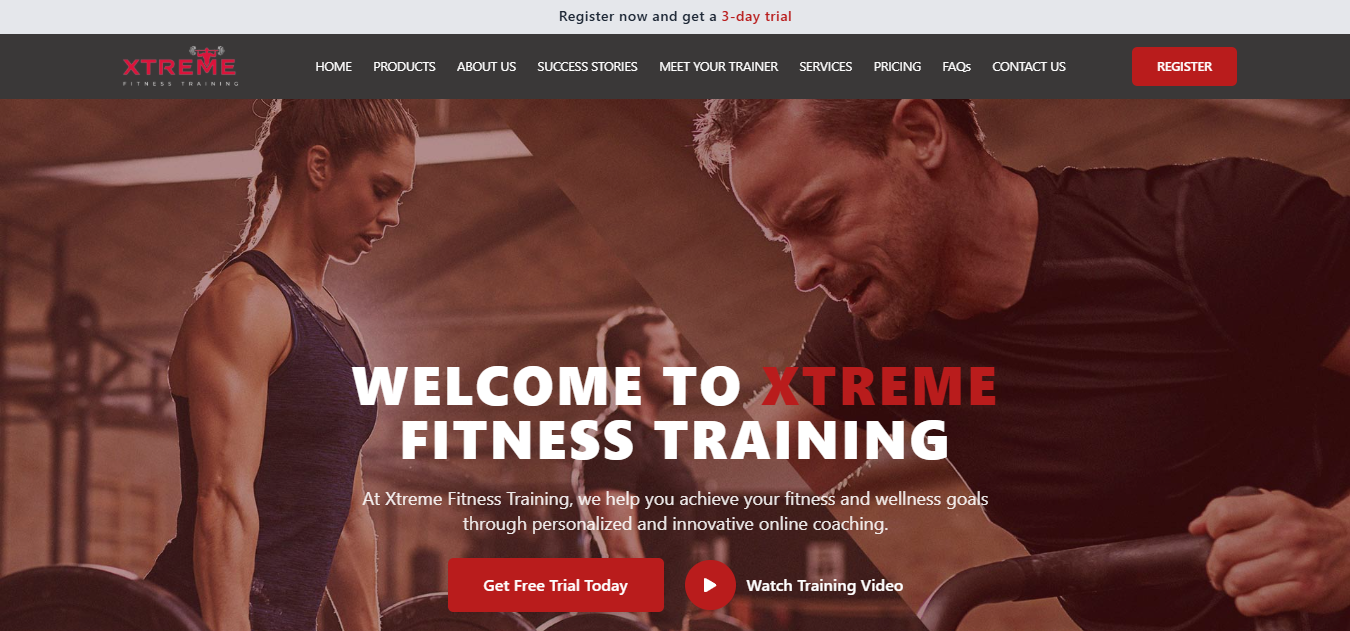 Register now and get a 3-day trial
XTREME
FITNESS TRAINING
HOME PRODUCTS ABOUT US SUCCESS STORIES MEET YOUR TRAINER SERVICES PRICING FAQs CONTACT US
REGISTER
WELCOME TO XTREME
FITNESS TRAINING
At Xtreme Fitness Training, we help you achieve your fitness and wellness goals
through personalized and innovative online coaching.
Get Free Trial Today
Watch Training Video